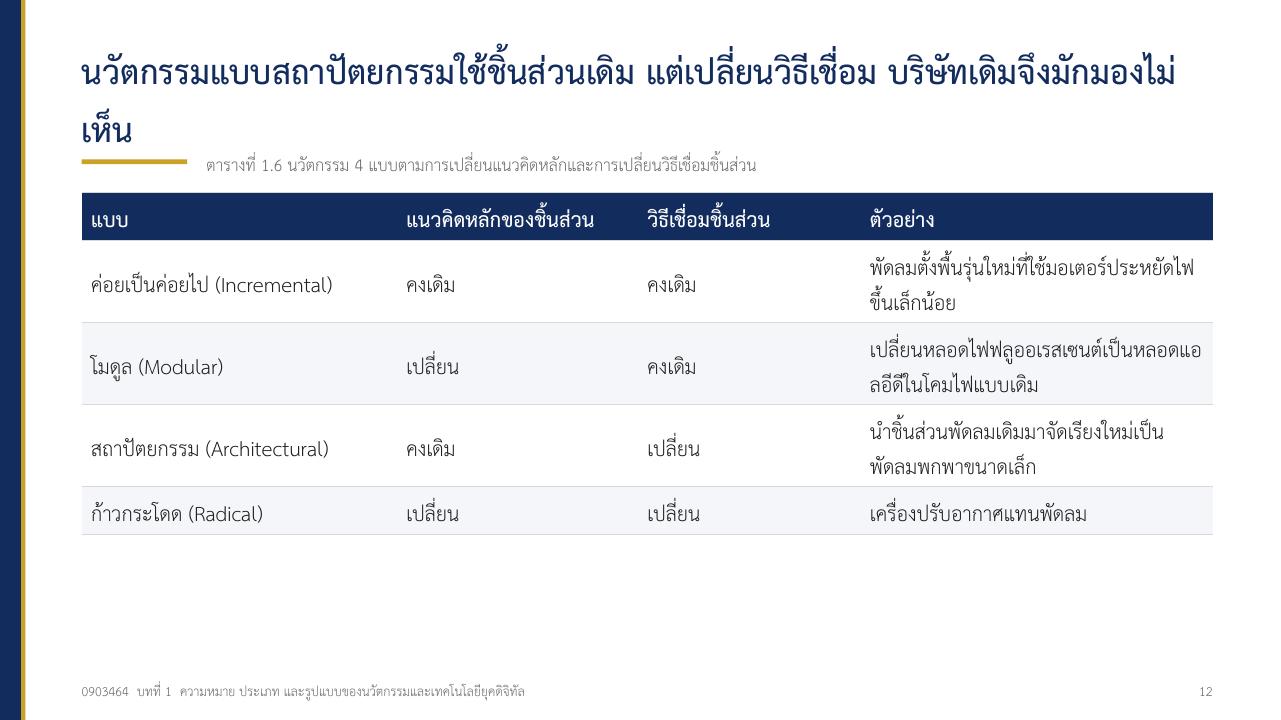 นวัตกรรมแบบสถาปัตยกรรมใช้ชิ้นส่วนเดิม แต่เปลี่ยนวิธีเชื่อม บริษัทเดิมจึงมักมองไม่
เห็น
ตารางที่ 1.6 นวัตกรรม 4 แบบตามการเปลี่ยนแนวคิดหลักและการเปลี่ยนวิธีเชื่อมชิ้นส่วน
แบบ แนวคิดหลักของชิ้นส่วน วิธีเชื่อมชิ้นส่วน ตัวอย่าง
ค่อยเป็นค่อยไป (Incremental) คงเดิม คงเดิม พัดลมตั้งพื้นรุ่นใหม่ที่ใช้มอเตอร์ประหยัดไฟ
ขึ้นเล็กน้อย
โมดูล (Modular) เปลี่ยน คงเดิม เปลี่ยนหลอดไฟฟลูออเรสเซนต์เป็นหลอดแอ
ลอีดีในโคมไฟแบบเดิม
สถาปัตยกรรม (Architectural) คงเดิม เปลี่ยน นำชิ้นส่วนพัดลมเดิมมาจัดเรียงใหม่เป็น
พัดลมพกพาขนาดเล็ก
ก้าวกระโดด (Radical) เปลี่ยน เปลี่ยน เครื่องปรับอากาศแทนพัดลม
0903464 บทที่ 1 ความหมาย ประเภท และรูปแบบของนวัตกรรมและเทคโนโลยียุคดิจิทัล 12